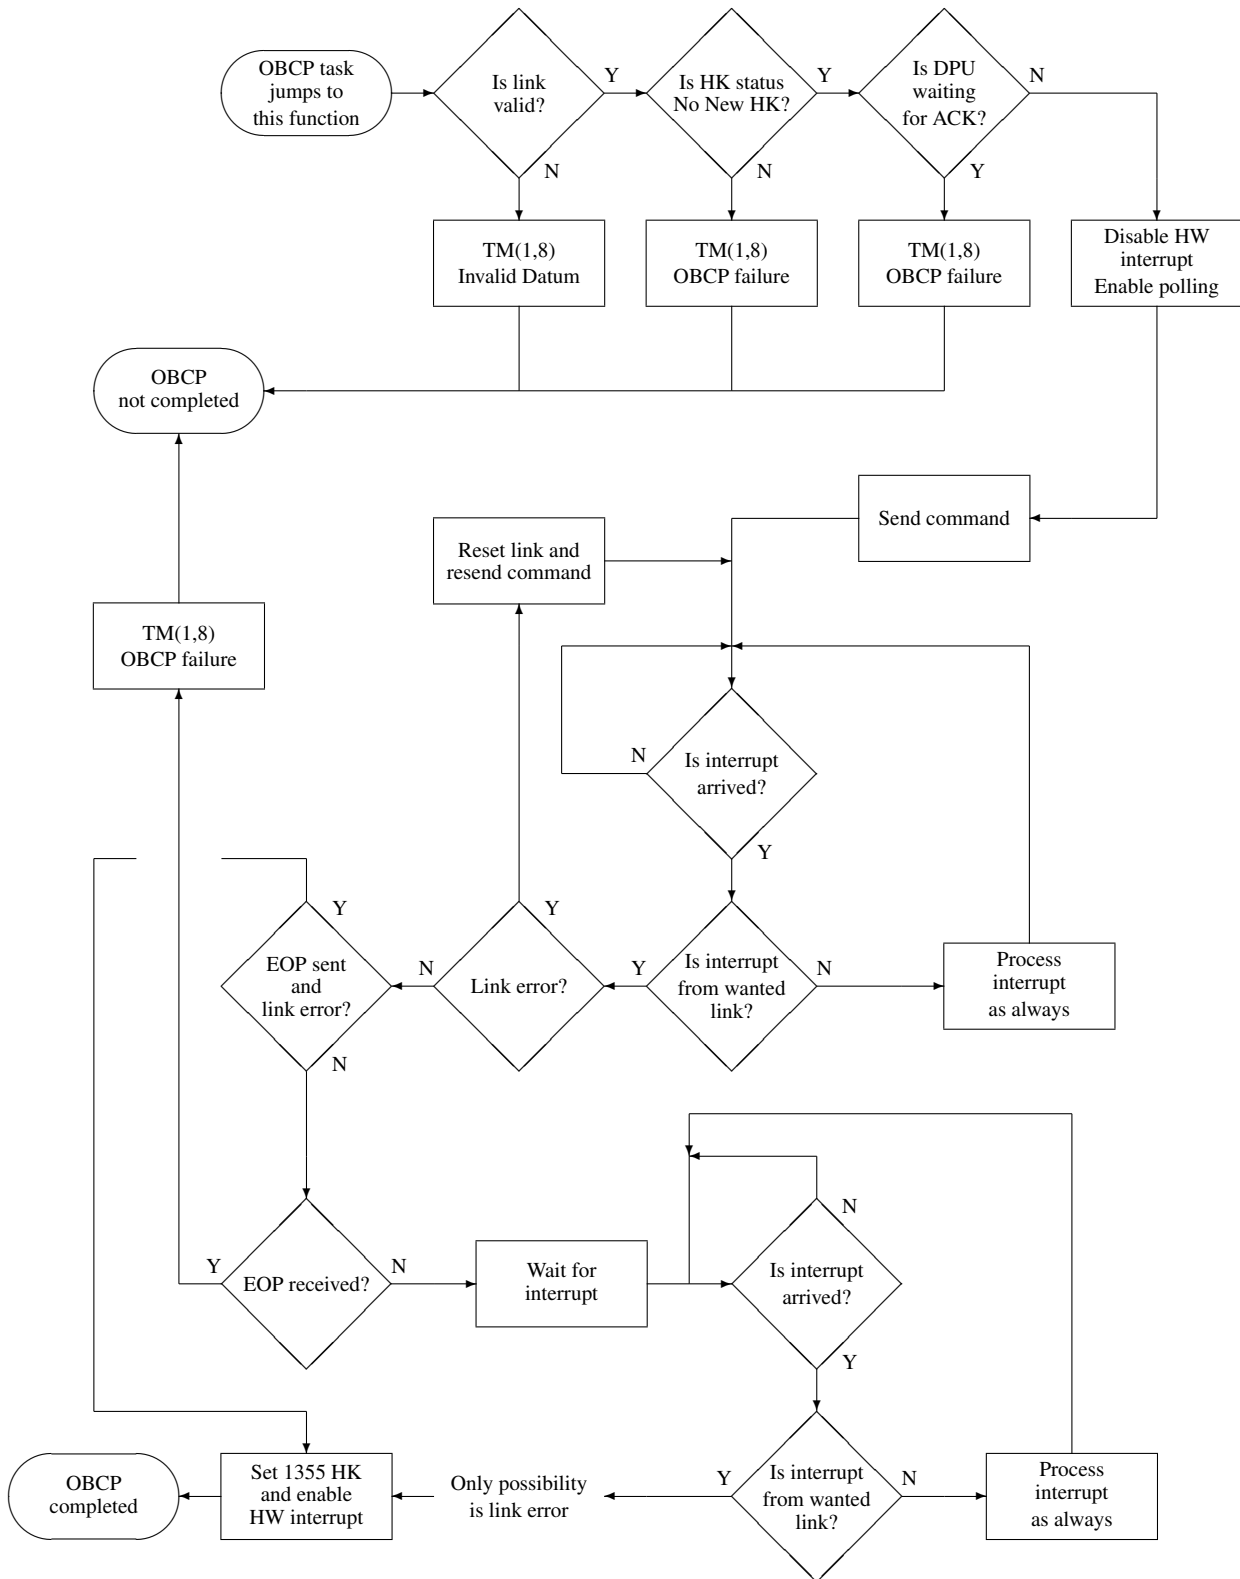 OBCP task
jumps to
this function
Is link
valid?
Y
N
Is HK status
No New HK?
Y
N
Is DPU
waiting
for ACK?
N
Y
TM(1,8)
Invalid Datum
TM(1,8)
OBCP failure
TM(1,8)
OBCP failure
Disable HW
interrupt
Enable polling
OBCP
not completed
Send command
Reset link and
resend command
TM(1,8)
OBCP failure
Is interrupt
arrived?
N
Y
EOP sent
and
link error?
Y
N
Link error?
Y
N
Is interrupt
from wanted
link?
Y
N
Process
interrupt
as always
EOP received?
Y
N
Wait for
interrupt
Is interrupt
arrived?
N
Y
OBCP
completed
Set 1355 HK
and enable
HW interrupt
Only possibility
is link error
Y
Is interrupt
from wanted
link?
N
Process
interrupt
as always